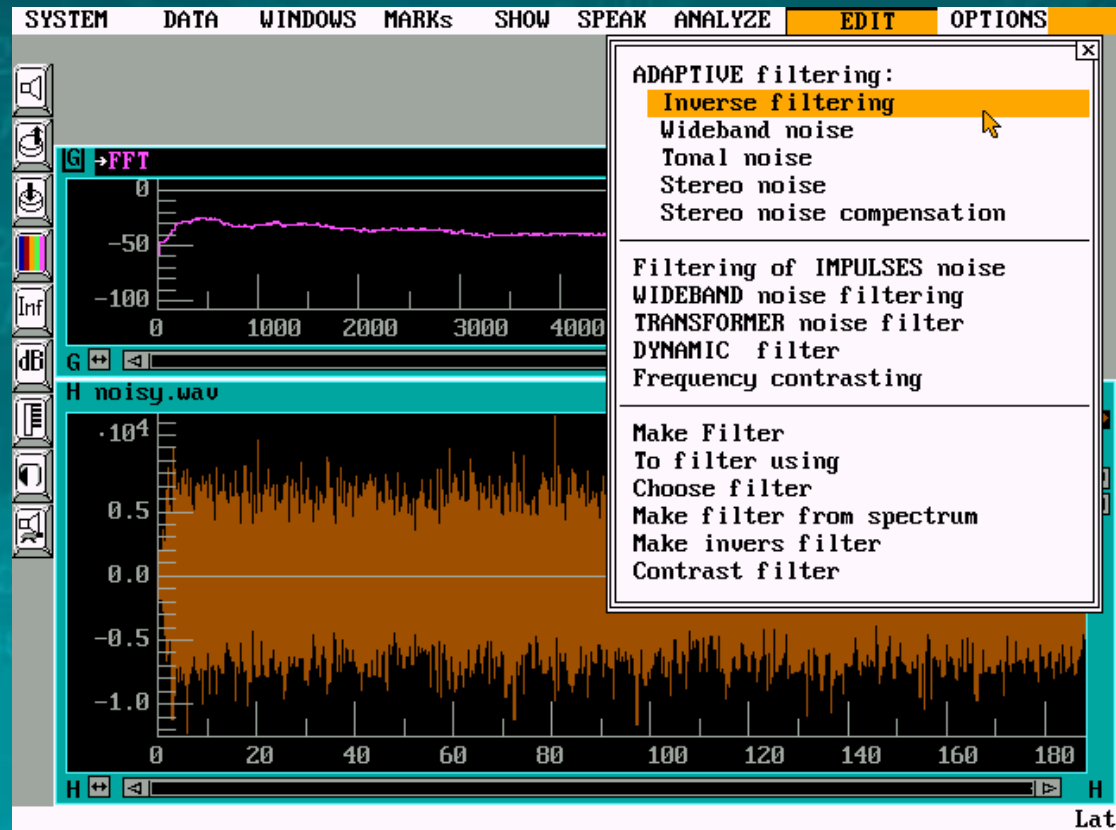 SYSTEM DATA WINDOWS MARKs SHOW SPEAK ANALYZE EDIT OPTIONS
ADAPTIVE filtering:
Inverse filtering
Wideband noise
Tonal noise
Stereo noise
Stereo noise compensation
Filtering of IMPULSES noise
WIDEBAND noise filtering
TRANSFORMER noise filter
DYNAMIC filter
Frequency contrasting
Make Filter
To filter using
Choose filter
Make filter from spectrum
Make invers filter
Contrast filter
Inf
dB
G →FFT
0
-50
-100
0 1000 2000 3000 4000
G
H noisy.wav
·10⁴
0.5
0.0
-0.5
-1.0
0 20 40 60 80 100 120 140 160 180
H H
Lat